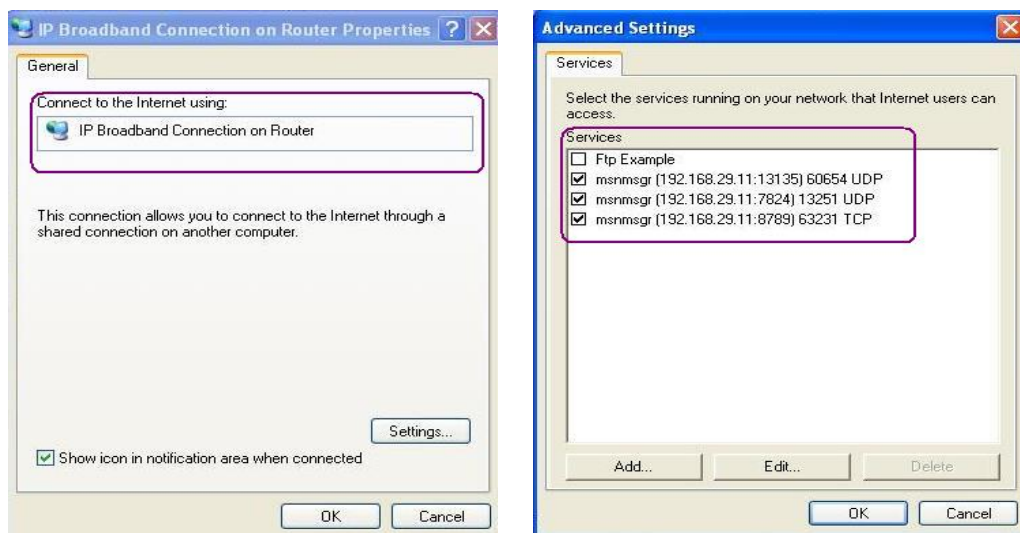 IP Broadband Connection on Router Properties
General
Connect to the Internet using:
IP Broadband Connection on Router
This connection allows you to connect to the Internet through a
shared connection on another computer.
Settings...
Show icon in notification area when connected
OK Cancel
Advanced Settings
Services
Select the services running on your network that Internet users can
access.
Services
Ftp Example
msnmsgr (192.168.29.11:13135) 60654 UDP
msnmsgr (192.168.29.11:7824) 13251 UDP
msnmsgr (192.168.29.11:8789) 63231 TCP
Add... Edit... Delete
OK Cancel